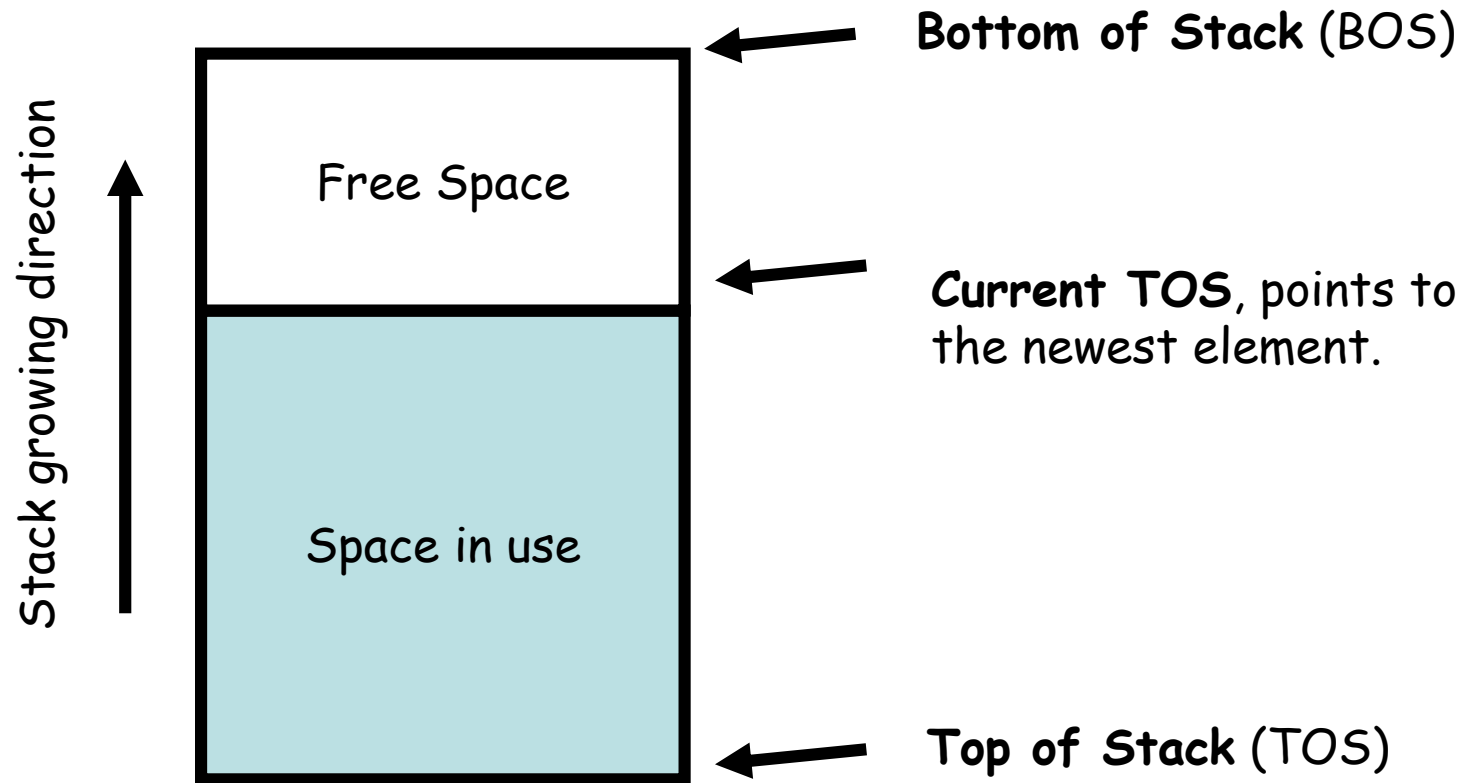 Bottom of Stack (BOS)
Stack growing direction
Free Space
Current TOS, points to
the newest element.
Space in use
Top of Stack (TOS)